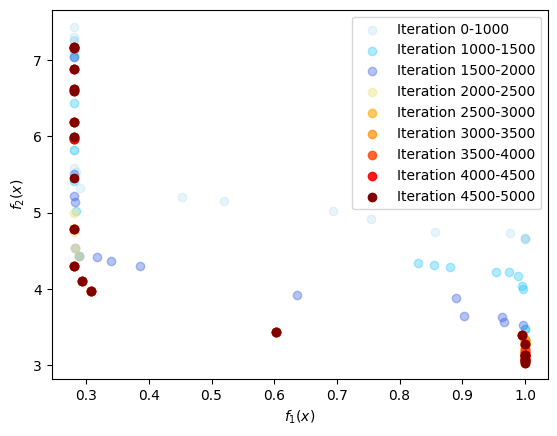 Iteration 0-1000
Iteration 1000-1500
Iteration 1500-2000
Iteration 2000-2500
Iteration 2500-3000
Iteration 3000-3500
Iteration 3500-4000
Iteration 4000-4500
Iteration 4500-5000
7
6
5
4
3
f₂(x)
0.3 0.4 0.5 0.6 0.7 0.8 0.9 1.0
f₁(x)